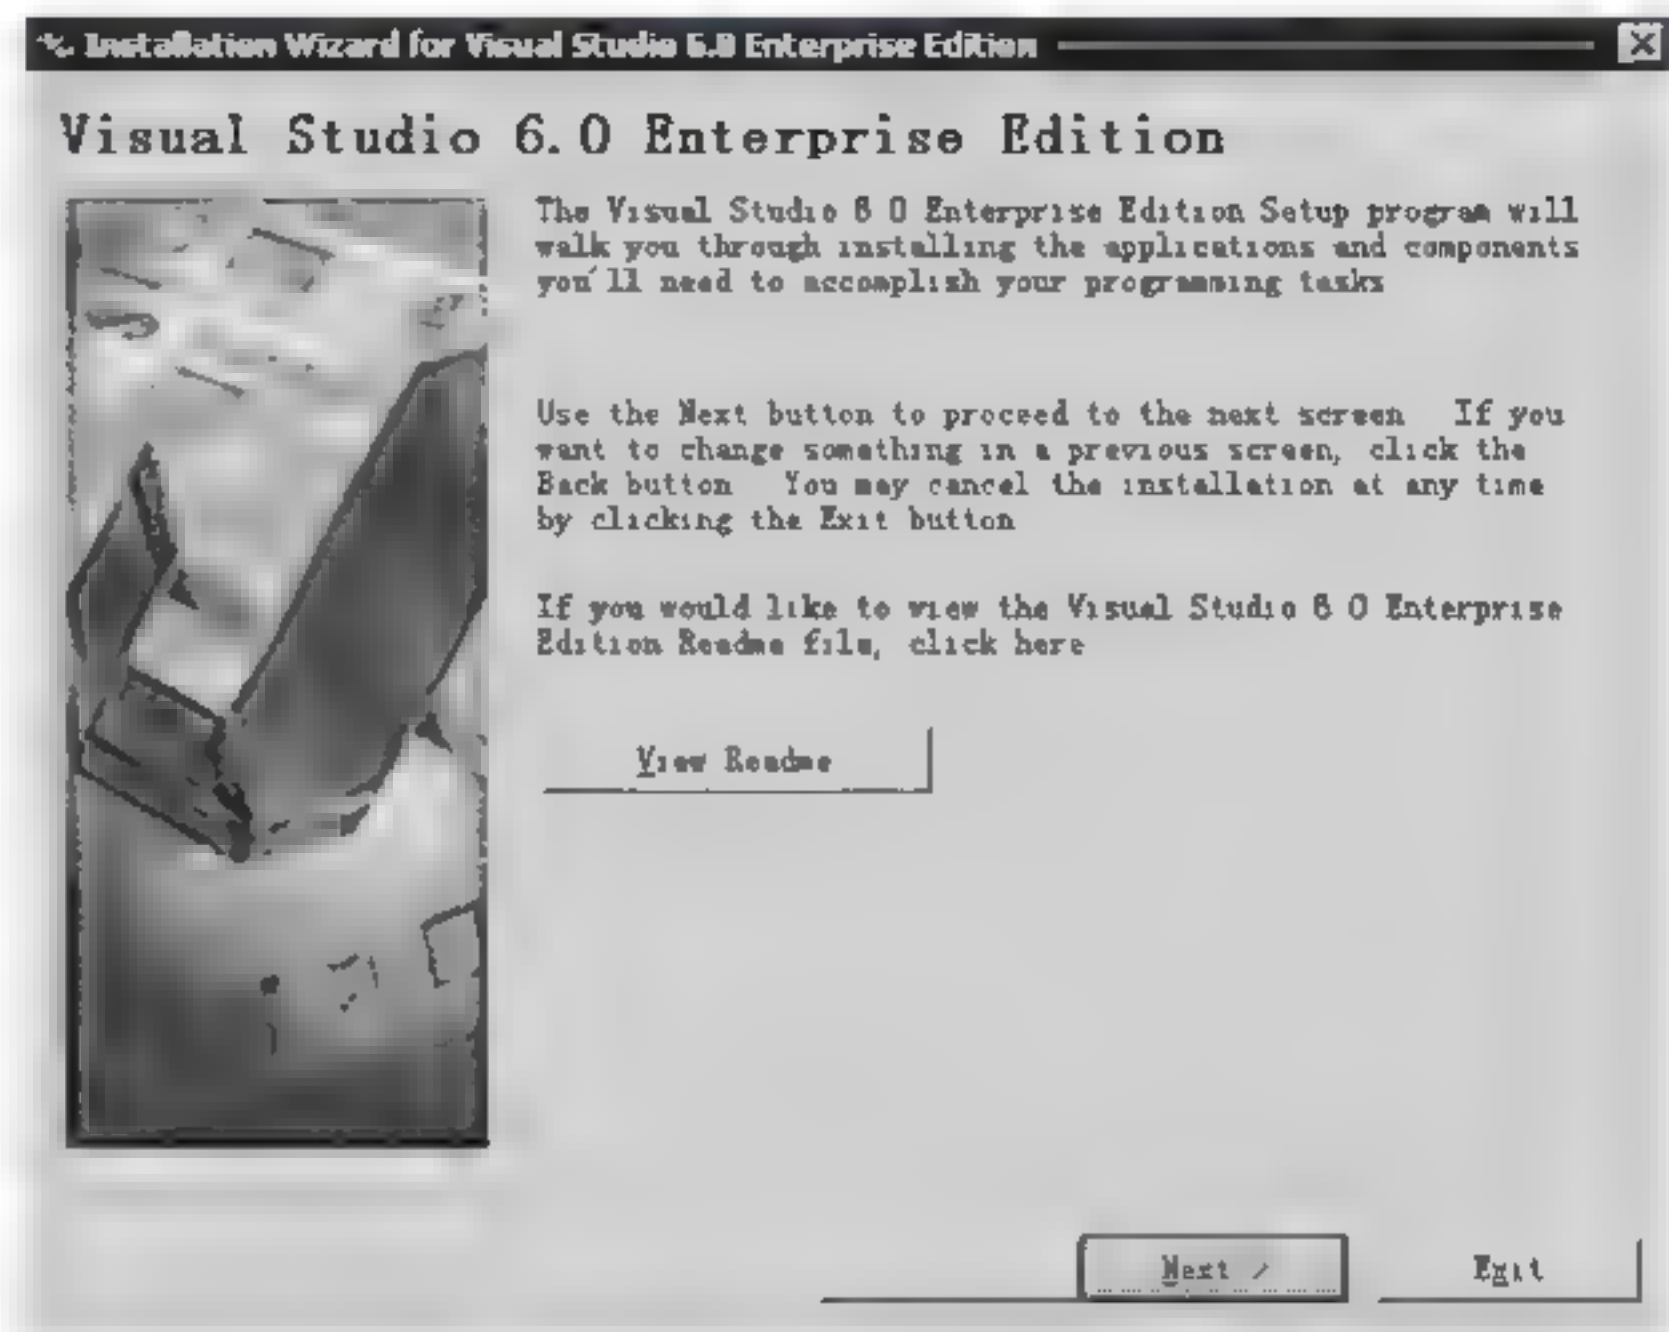 Installation Wizard for Visual Studio 6.0 Enterprise Edition
Visual Studio 6.0 Enterprise Edition
The Visual Studio 6 0 Enterprise Edition Setup program will
walk you through installing the applications and components
you'll need to accomplish your programming tasks
Use the Next button to proceed to the next screen If you
want to change something in a previous screen, click the
Back button You may cancel the installation at any time
by clicking the Exit button
If you would like to view the Visual Studio 6 0 Enterprise
Edition Readme file, click here
View Readme
Next >
Exit